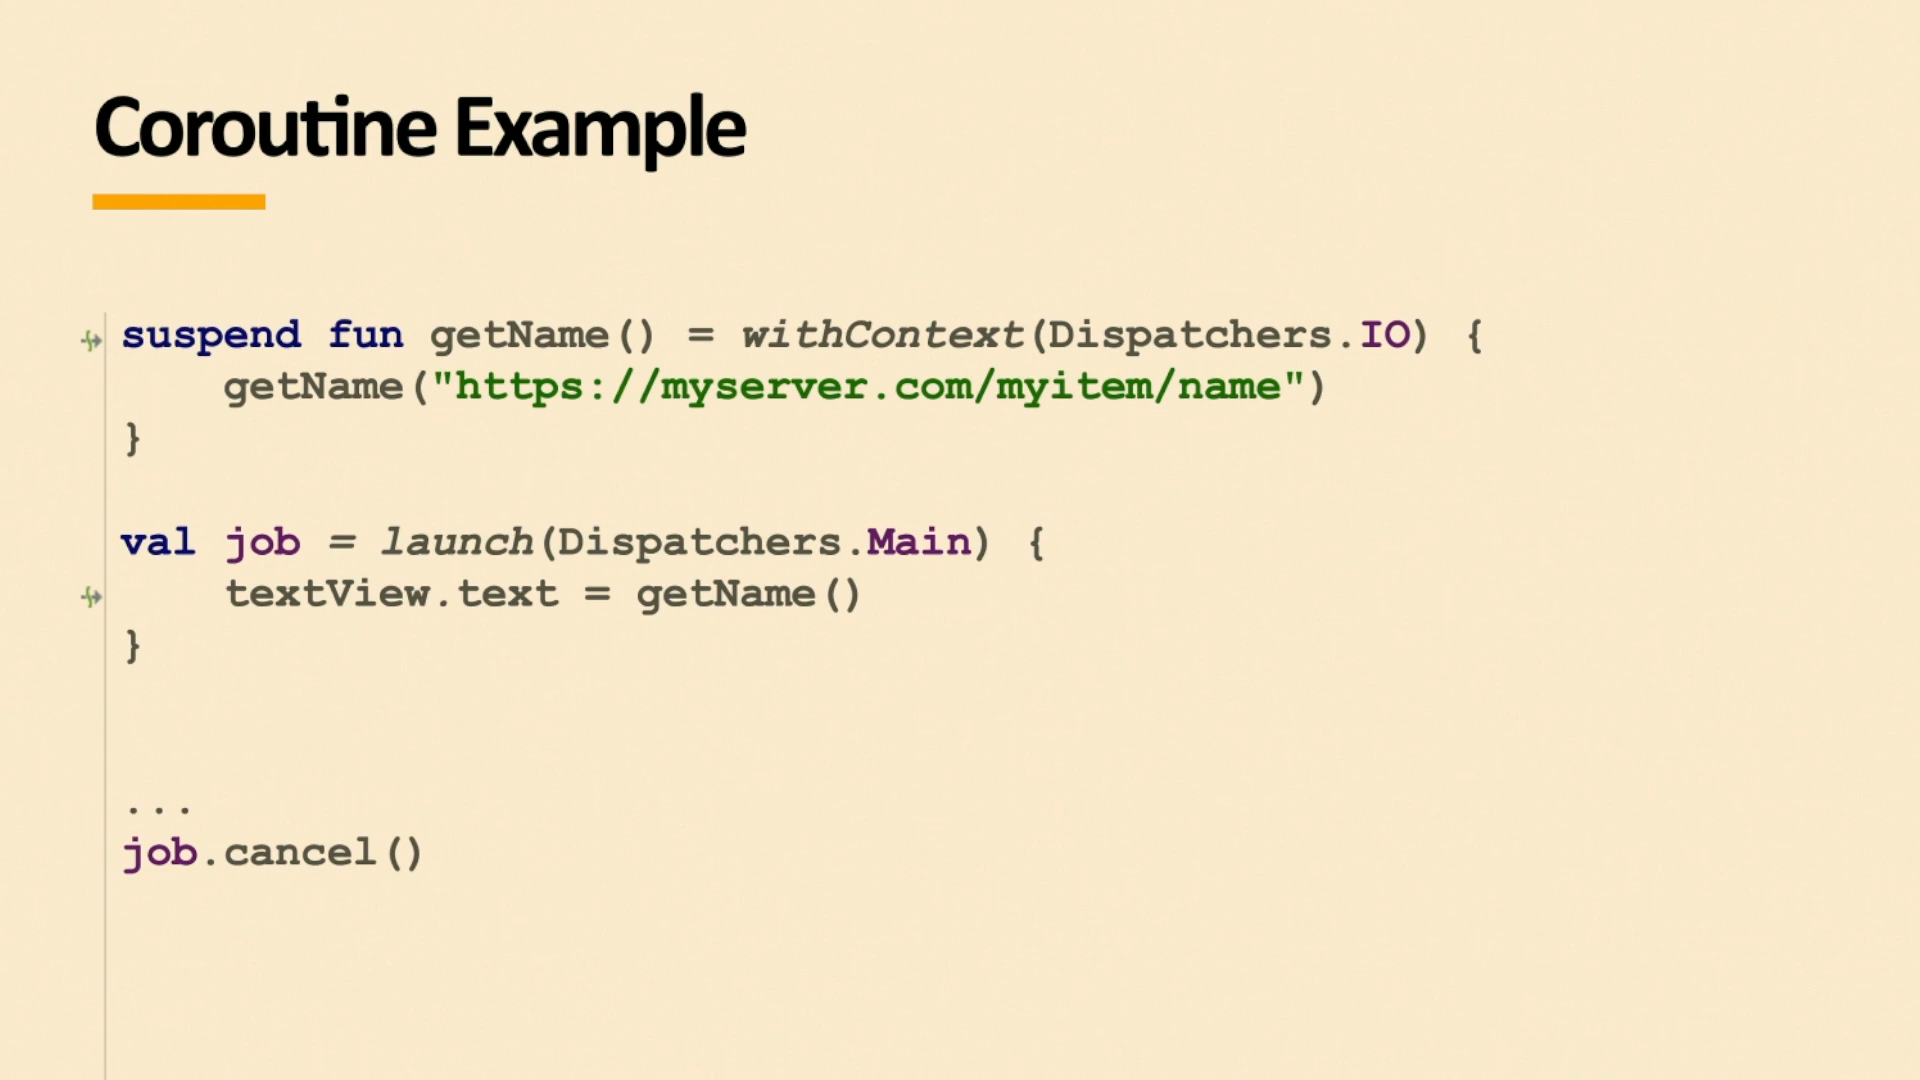 Coroutine Example
suspend fun getName() = withContext(Dispatchers.IO) {
    getName("https://myserver.com/myitem/name")
}
val job = launch(Dispatchers.Main) {
    textView.text = getName()
}
...
job.cancel()